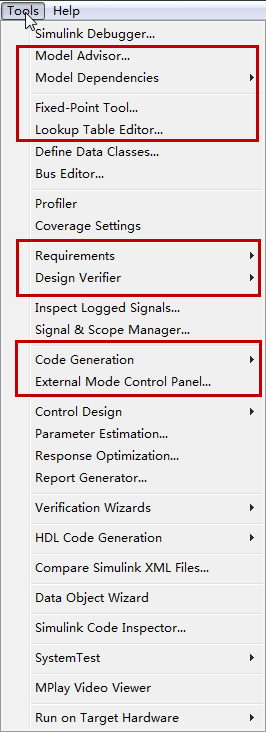 Tools Help
Simulink Debugger...
Model Advisor...
Model Dependencies
Fixed-Point Tool...
Lookup Table Editor...
Define Data Classes...
Bus Editor...
Profiler
Coverage Settings
Requirements
Design Verifier
Inspect Logged Signals...
Signal & Scope Manager...
Code Generation
External Mode Control Panel...
Control Design
Parameter Estimation...
Response Optimization...
Report Generator...
Verification Wizards
HDL Code Generation
Compare Simulink XML Files...
Data Object Wizard
Simulink Code Inspector...
SystemTest
MPlay Video Viewer
Run on Target Hardware